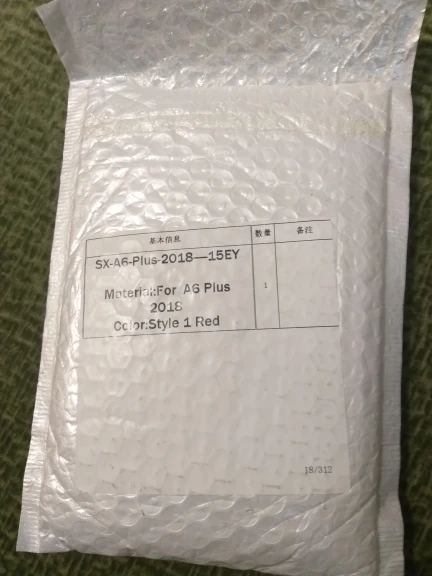 基本信息 数量 备注
SX-A6-Plus-2018—15EY
Material:For A6 Plus 1
2018
Color:Style 1 Red
18/312